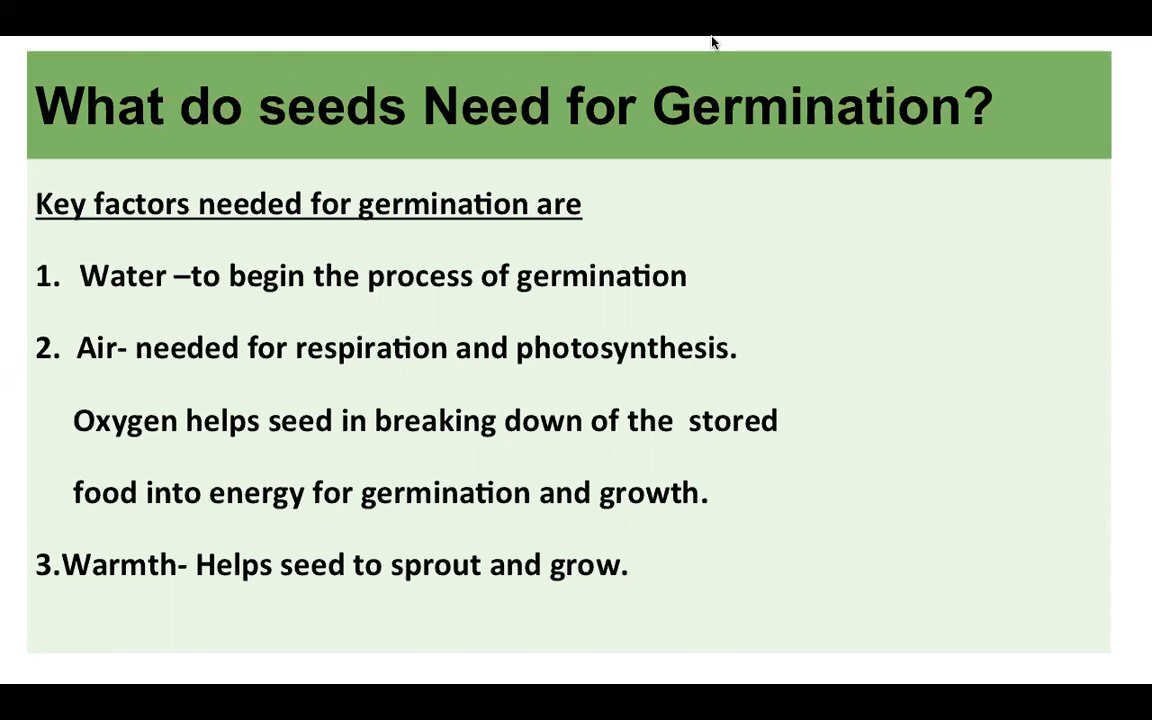 What do seeds Need for Germination?
Key factors needed for germination are
1. Water –to begin the process of germination
2. Air- needed for respiration and photosynthesis.
Oxygen helps seed in breaking down of the stored
food into energy for germination and growth.
3.Warmth- Helps seed to sprout and grow.